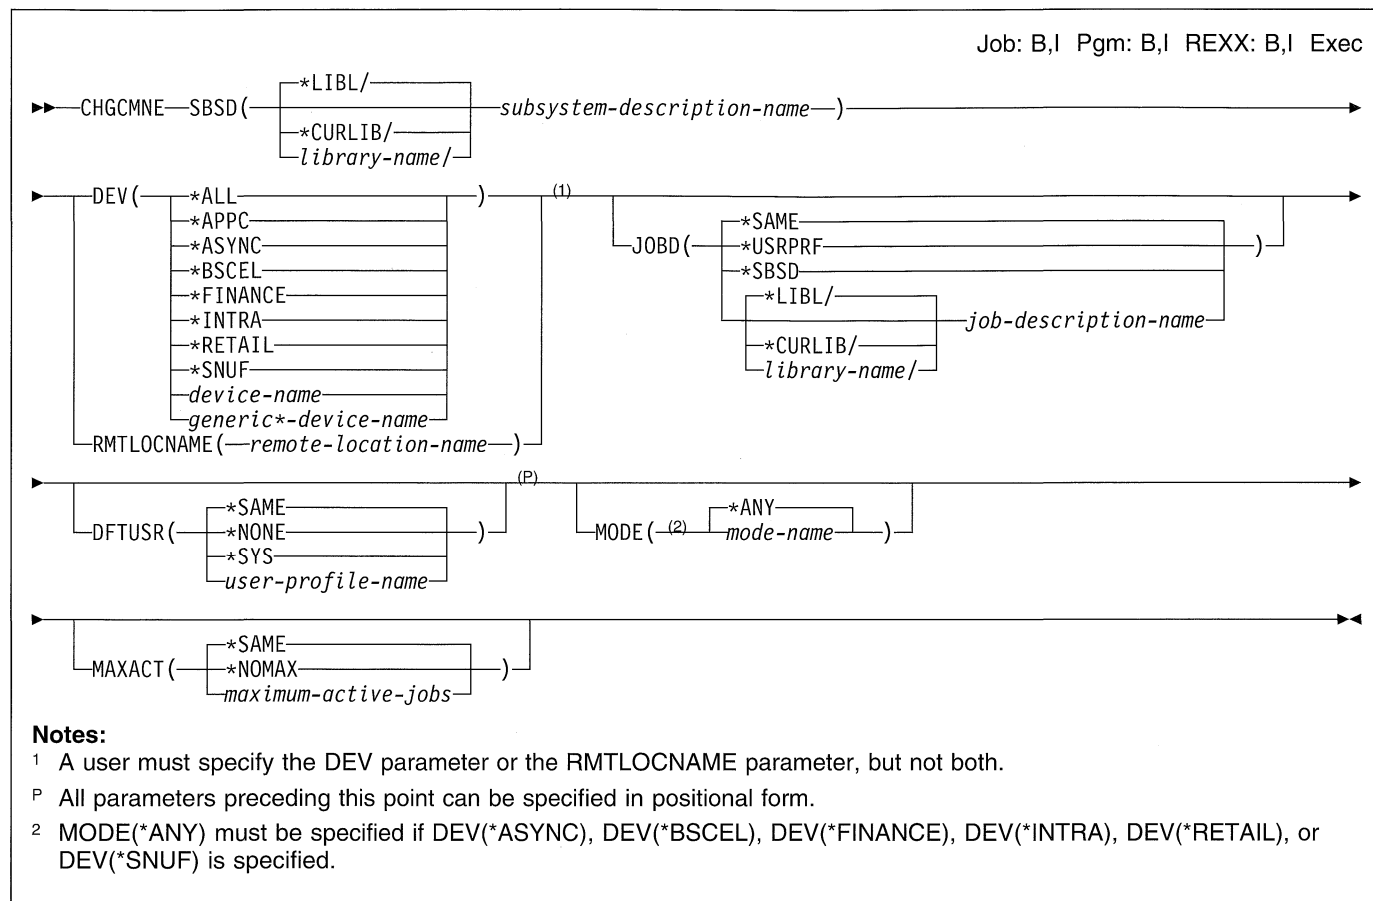 Job: B,I Pgm: B,I REXX: B,I Exec
*LIBL/
CHGCMNE SBSD( subsystem-description-name )
*CURLIB/
library-name/
DEV( *ALL ) (1)
*APPC
*ASYNC
*BSCEL
*FINANCE
*INTRA
*RETAIL
*SNUF
device-name
generic*-device-name
RMTLOCNAME( remote-location-name )
*SAME
JOBD( *USRPRF )
*SBSD
*LIBL/
job-description-name
*CURLIB/
library-name/
(P)
*SAME
DFTUSR( *NONE )
*SYS
user-profile-name
*ANY
MODE( (2) mode-name )
*SAME
MAXACT( *NOMAX )
maximum-active-jobs
Notes:
1 A user must specify the DEV parameter or the RMTLOCNAME parameter, but not both.
P All parameters preceding this point can be specified in positional form.
2 MODE(*ANY) must be specified if DEV(*ASYNC), DEV(*BSCEL), DEV(*FINANCE), DEV(*INTRA), DEV(*RETAIL), or
DEV(*SNUF) is specified.